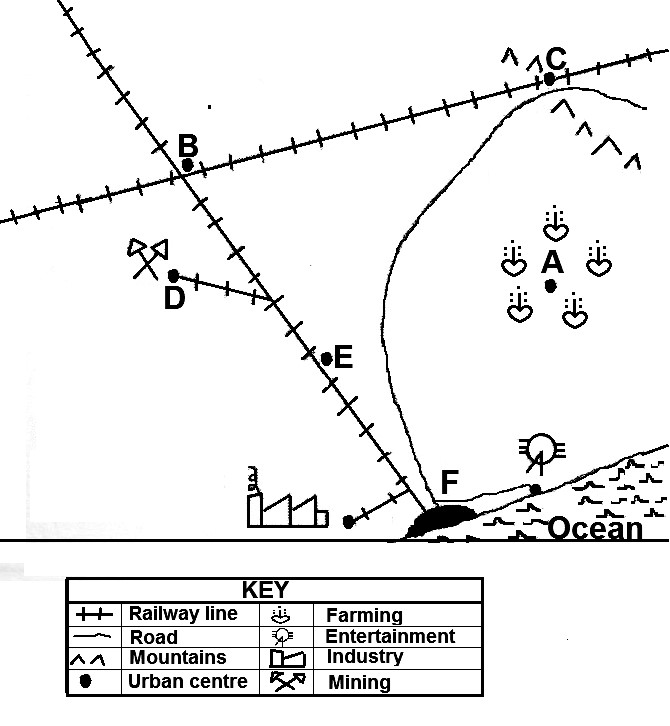 C
B
A
D
E
F
Ocean
KEY
Railway line Farming
Road Entertainment
Mountains Industry
Urban centre Mining